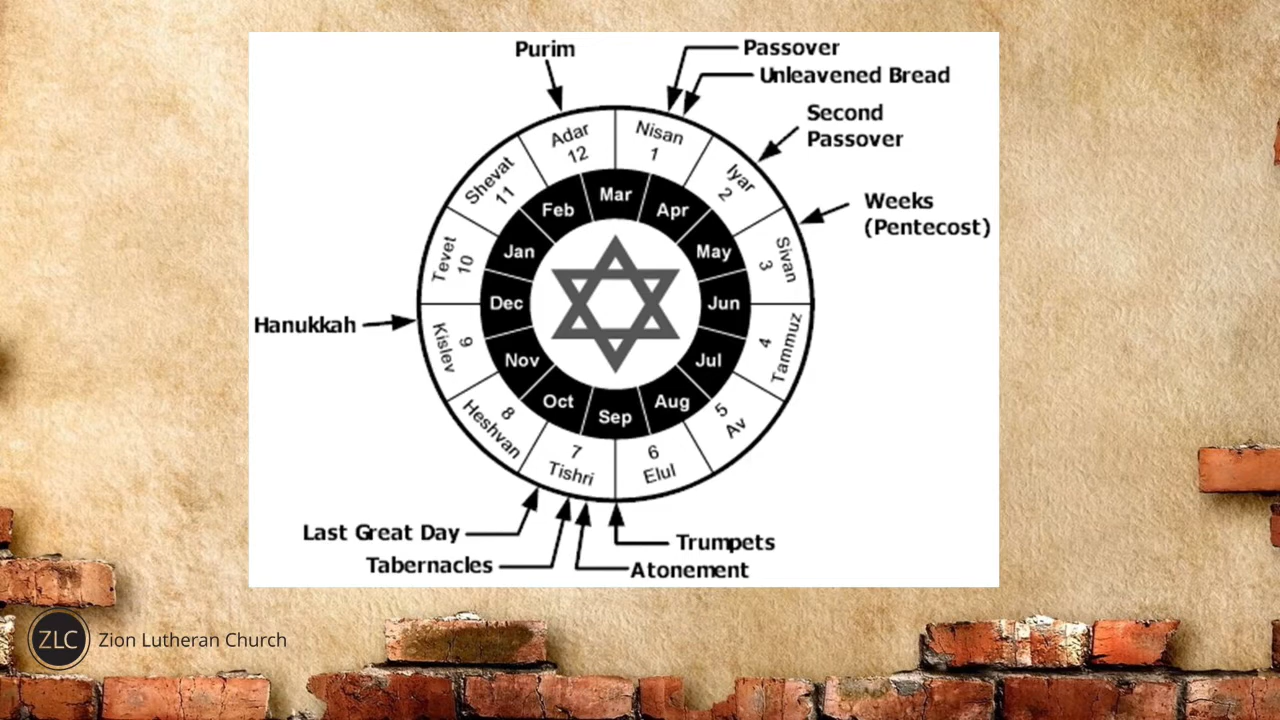 Purim
Passover
Unleavened Bread
Second
Passover
Weeks
(Pentecost)
Hanukkah
Last Great Day
Tabernacles
Trumpets
Atonement
Nisan
1
Iyar
2
Sivan
3
4
Tammuz
5
Av
6
Elul
7
Tishri
8
Heshvan
9
Kislev
Tevet
10
Shevat
11
Adar
12
Mar
Apr
May
Jun
Jul
Aug
Sep
Oct
Nov
Dec
Jan
Feb
ZLC
Zion Lutheran Church